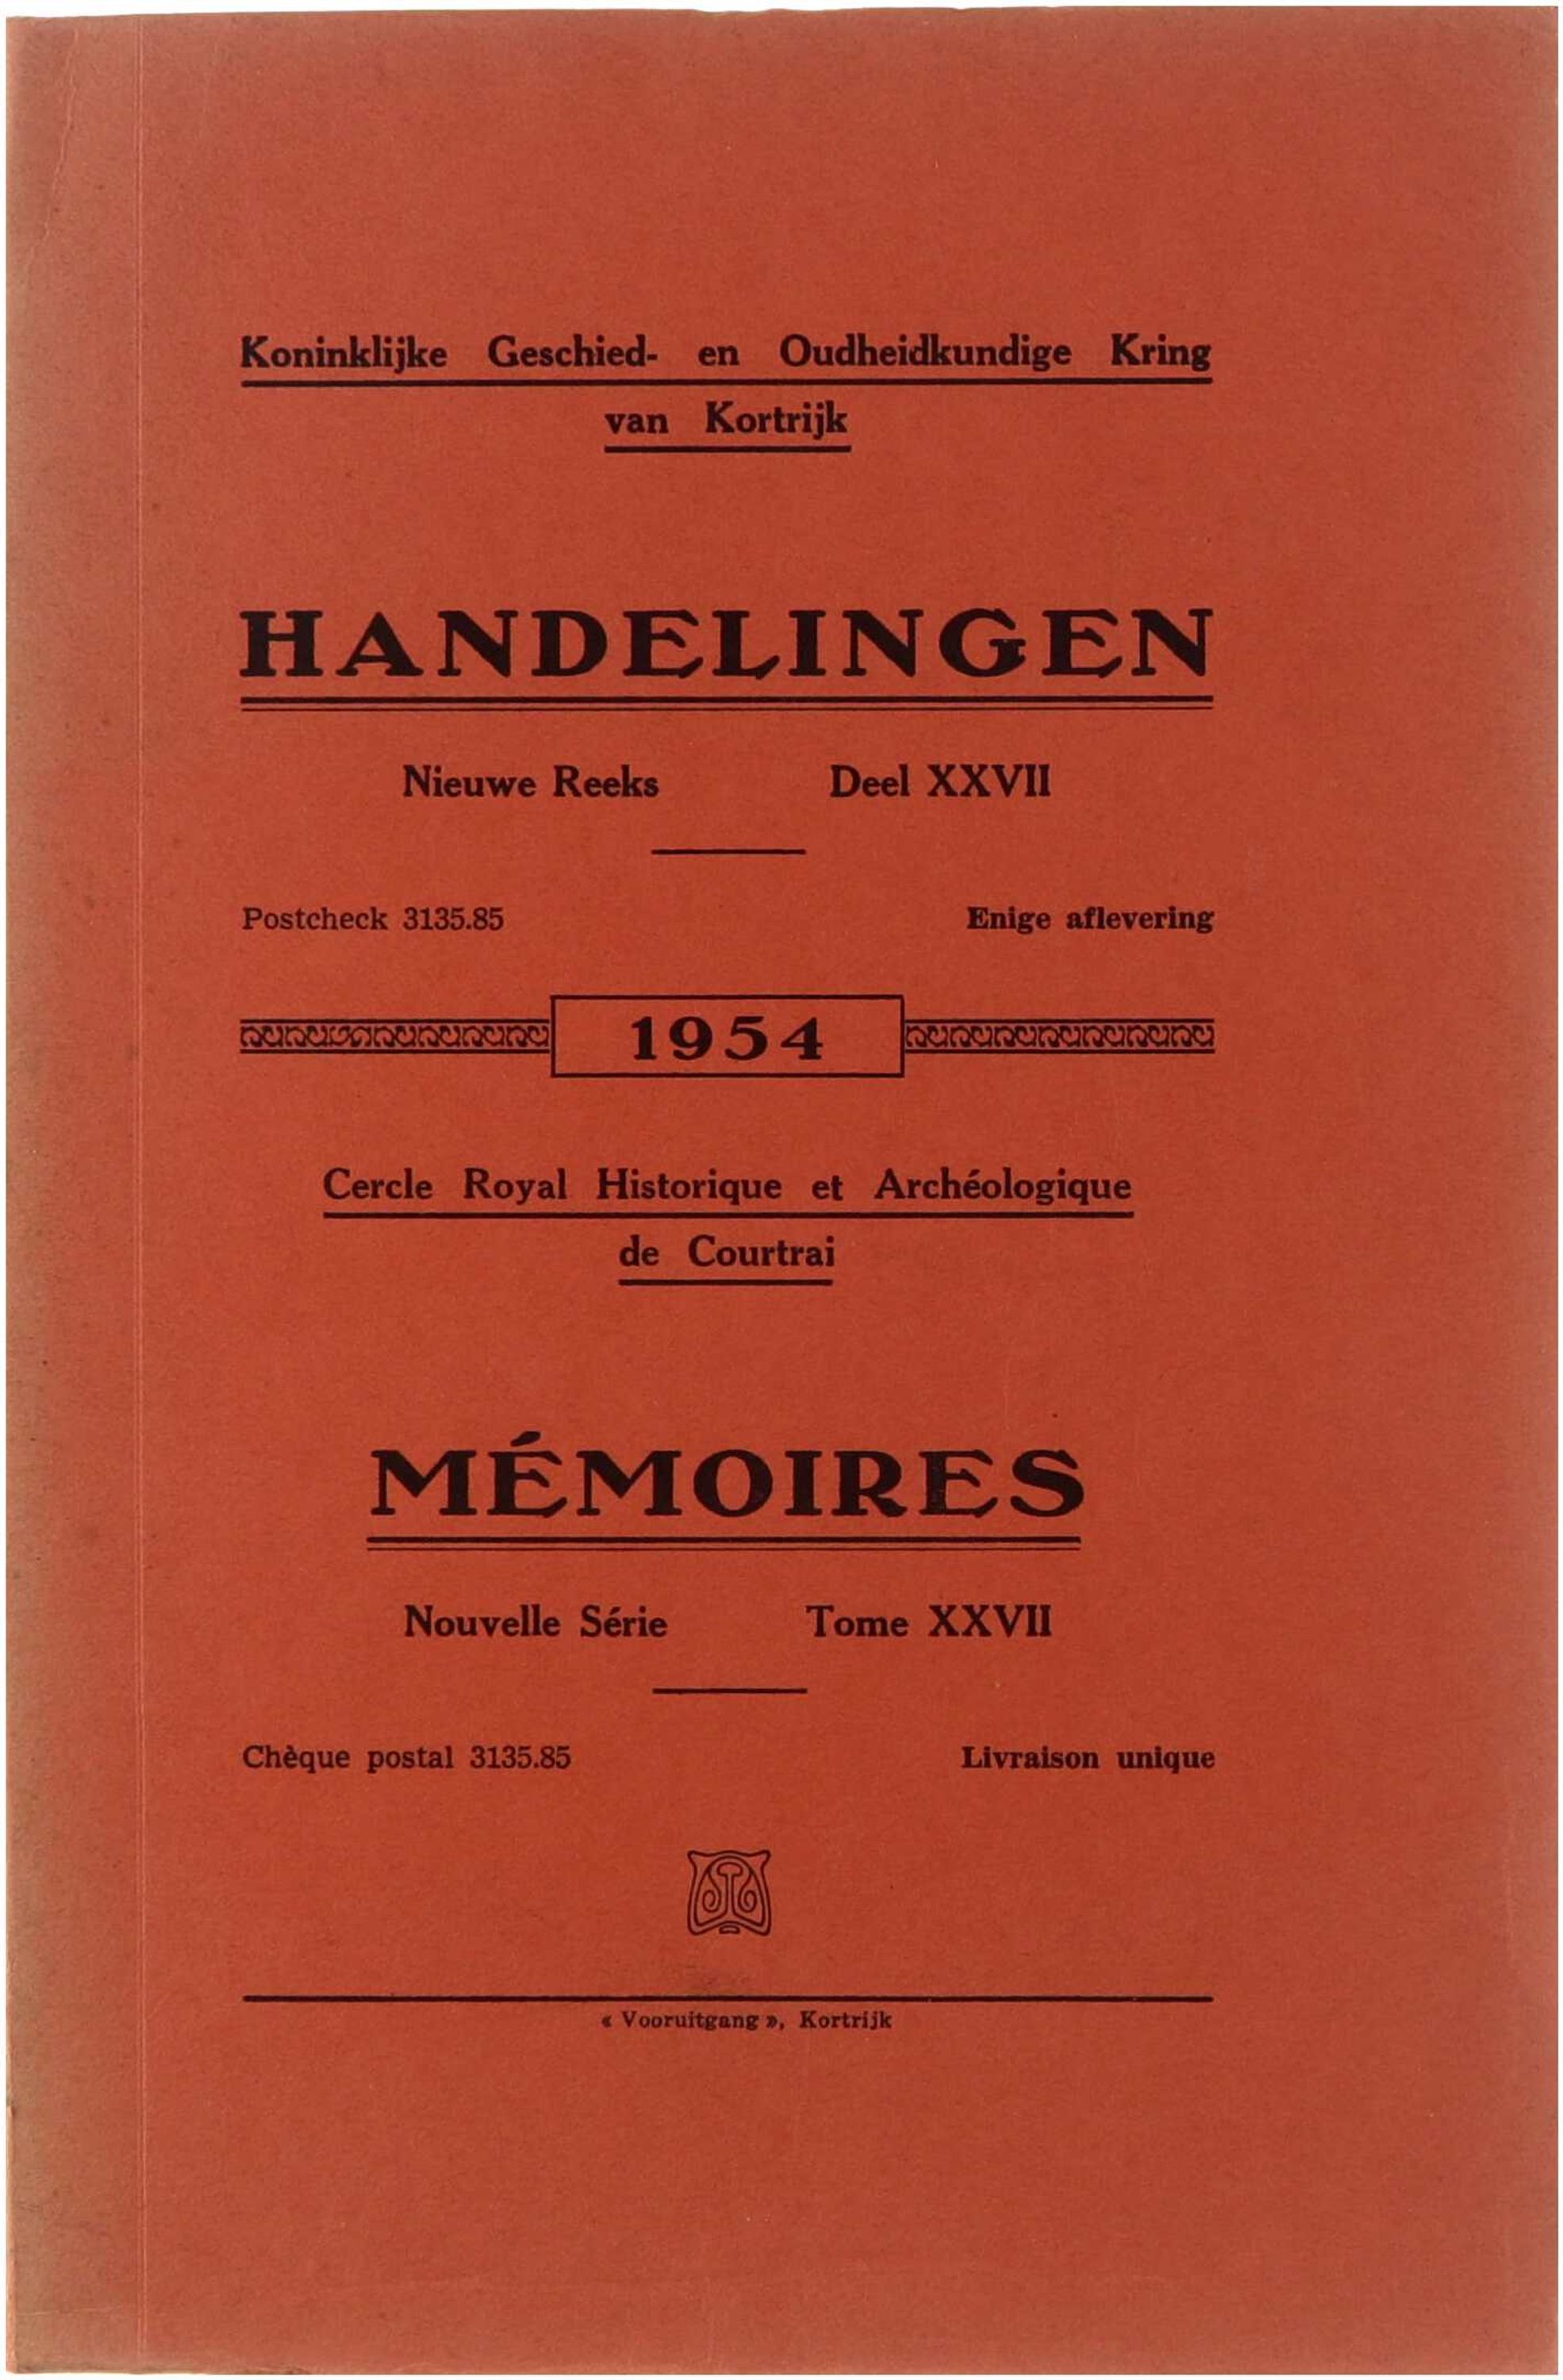 Koninklijke Geschied- en Oudheidkundige Kring
van Kortrijk
HANDELINGEN
Nieuwe Reeks Deel XXVII
Postcheck 3135.85 Enige aflevering
1954
Cercle Royal Historique et Archéologique
de Courtrai
MÉMOIRES
Nouvelle Série Tome XXVII
Chèque postal 3135.85 Livraison unique
« Vooruitgang », Kortrijk